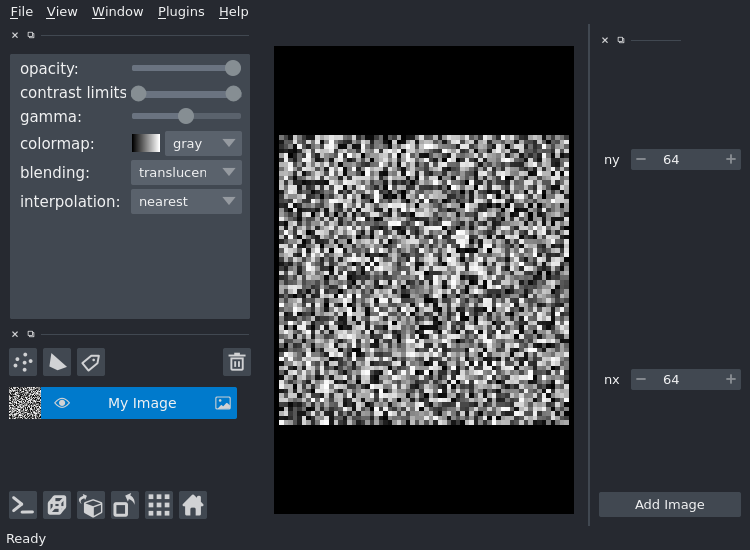 File View Window Plugins Help
opacity:
contrast limits
gamma:
colormap: gray
blending: translucen
interpolation: nearest
ny 64
nx 64
My Image
Add Image
Ready